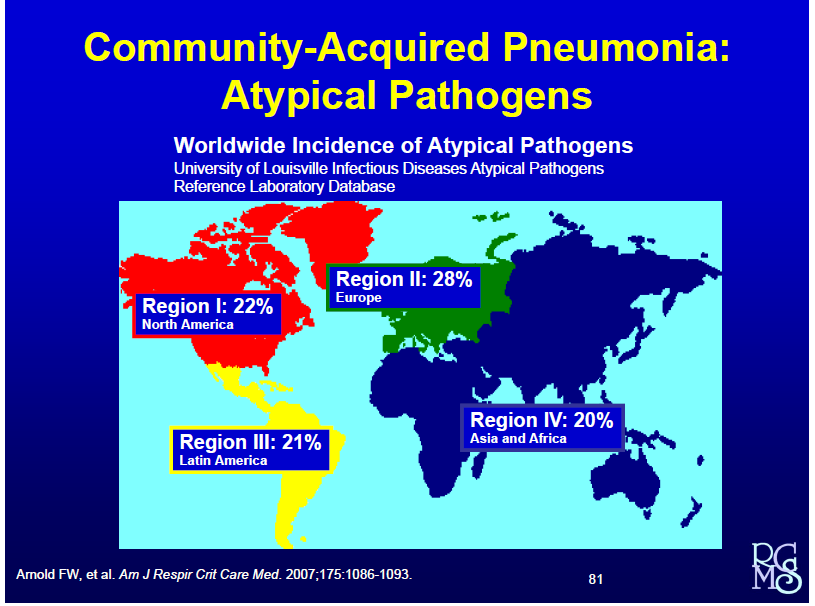 Community-Acquired Pneumonia:
Atypical Pathogens
Worldwide Incidence of Atypical Pathogens
University of Louisville Infectious Diseases Atypical Pathogens
Reference Laboratory Database
Region II: 28%
Europe
Region I: 22%
North America
Region IV: 20%
Asia and Africa
Region III: 21%
Latin America
Arnold FW, et al. Am J Respir Crit Care Med. 2007;175:1086-1093.
81
PCMS